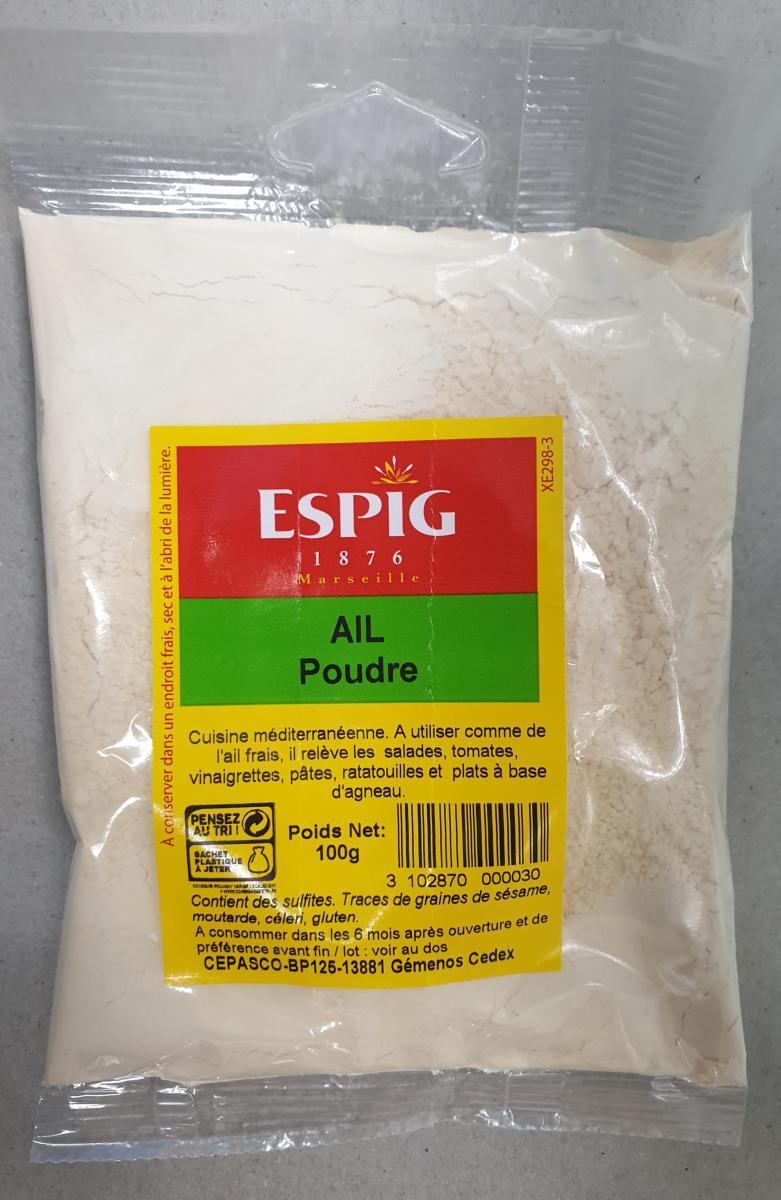 ESPIG
1876
Marseille
AIL
Poudre
Cuisine méditerranéenne. A utiliser comme de
l'ail frais, il relève les salades, tomates,
vinaigrettes, pâtes, ratatouilles et plats à base
d'agneau.
PENSEZ
AU TRI !
SACHET
PLASTIQUE
À JETER
Poids Net:
100g
3 102870 000030
Contient des sulfites. Traces de graines de sésame,
moutarde, céleri, gluten.
A consommer dans les 6 mois après ouverture et de
préférence avant fin / lot : voir au dos
CEPASCO-BP125-13881 Gémenos Cedex
À conserver dans un endroit frais, sec et à l'abri de la lumière.
XE298-3